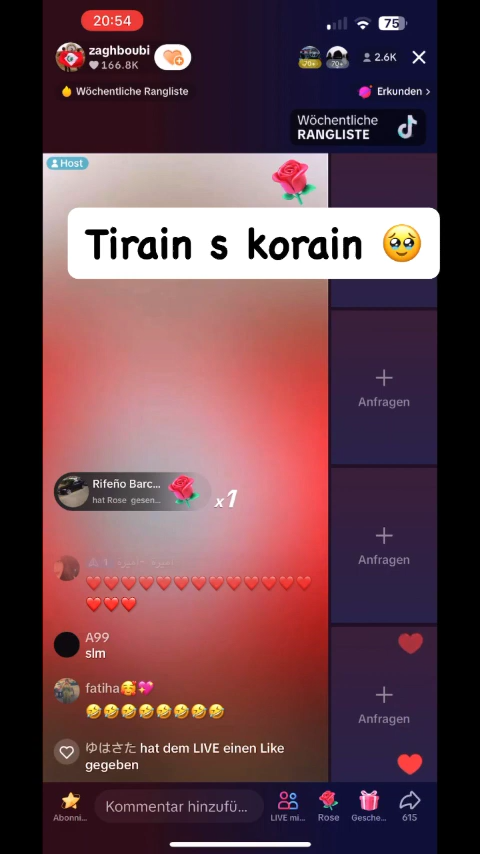 20:54
75
zaghboubi
166.8K
2.6K
Wöchentliche Rangliste
Erkunden >
Wöchentliche
RANGLISTE
Host
Tirain s korain 🥹
Anfragen
Rifeño Barc...
hat Rose gesen...
x1
Anfragen
❤️❤️❤️❤️❤️❤️❤️❤️❤️❤️❤️❤️❤️
❤️❤️❤️
A99
slm
fatiha🥰💖
🤣🤣🤣🤣🤣🤣🤣🤣
Anfragen
ゆはさた hat dem LIVE einen Like
gegeben
Abonni...
Kommentar hinzufü...
LIVE mi...
Rose
Gesche...
615